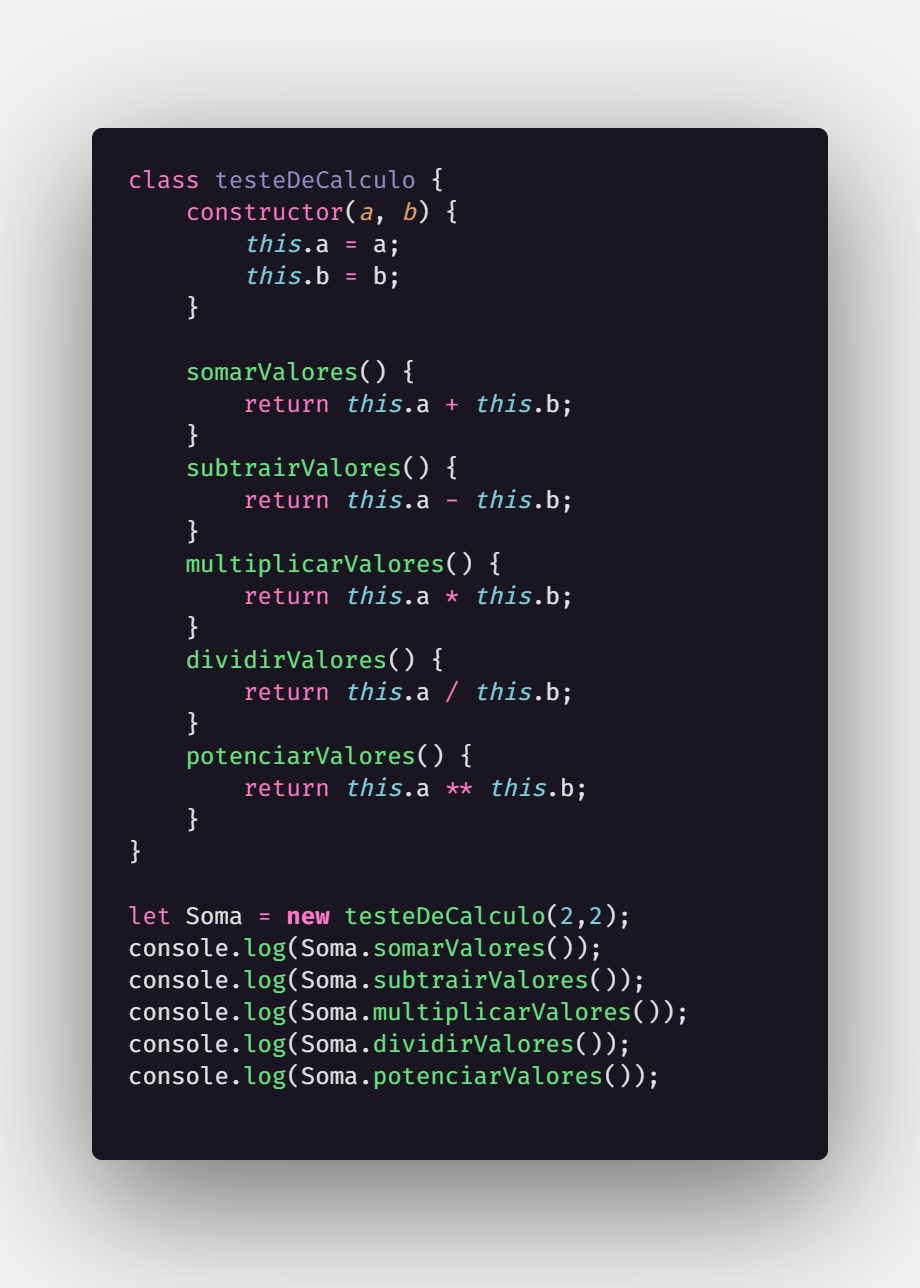 class testeDeCalculo {
    constructor(a, b) {
        this.a = a;
        this.b = b;
    }

    somarValores() {
        return this.a + this.b;
    }
    subtrairValores() {
        return this.a - this.b;
    }
    multiplicarValores() {
        return this.a * this.b;
    }
    dividirValores() {
        return this.a / this.b;
    }
    potenciarValores() {
        return this.a ** this.b;
    }
}

let Soma = new testeDeCalculo(2,2);
console.log(Soma.somarValores());
console.log(Soma.subtrairValores());
console.log(Soma.multiplicarValores());
console.log(Soma.dividirValores());
console.log(Soma.potenciarValores());